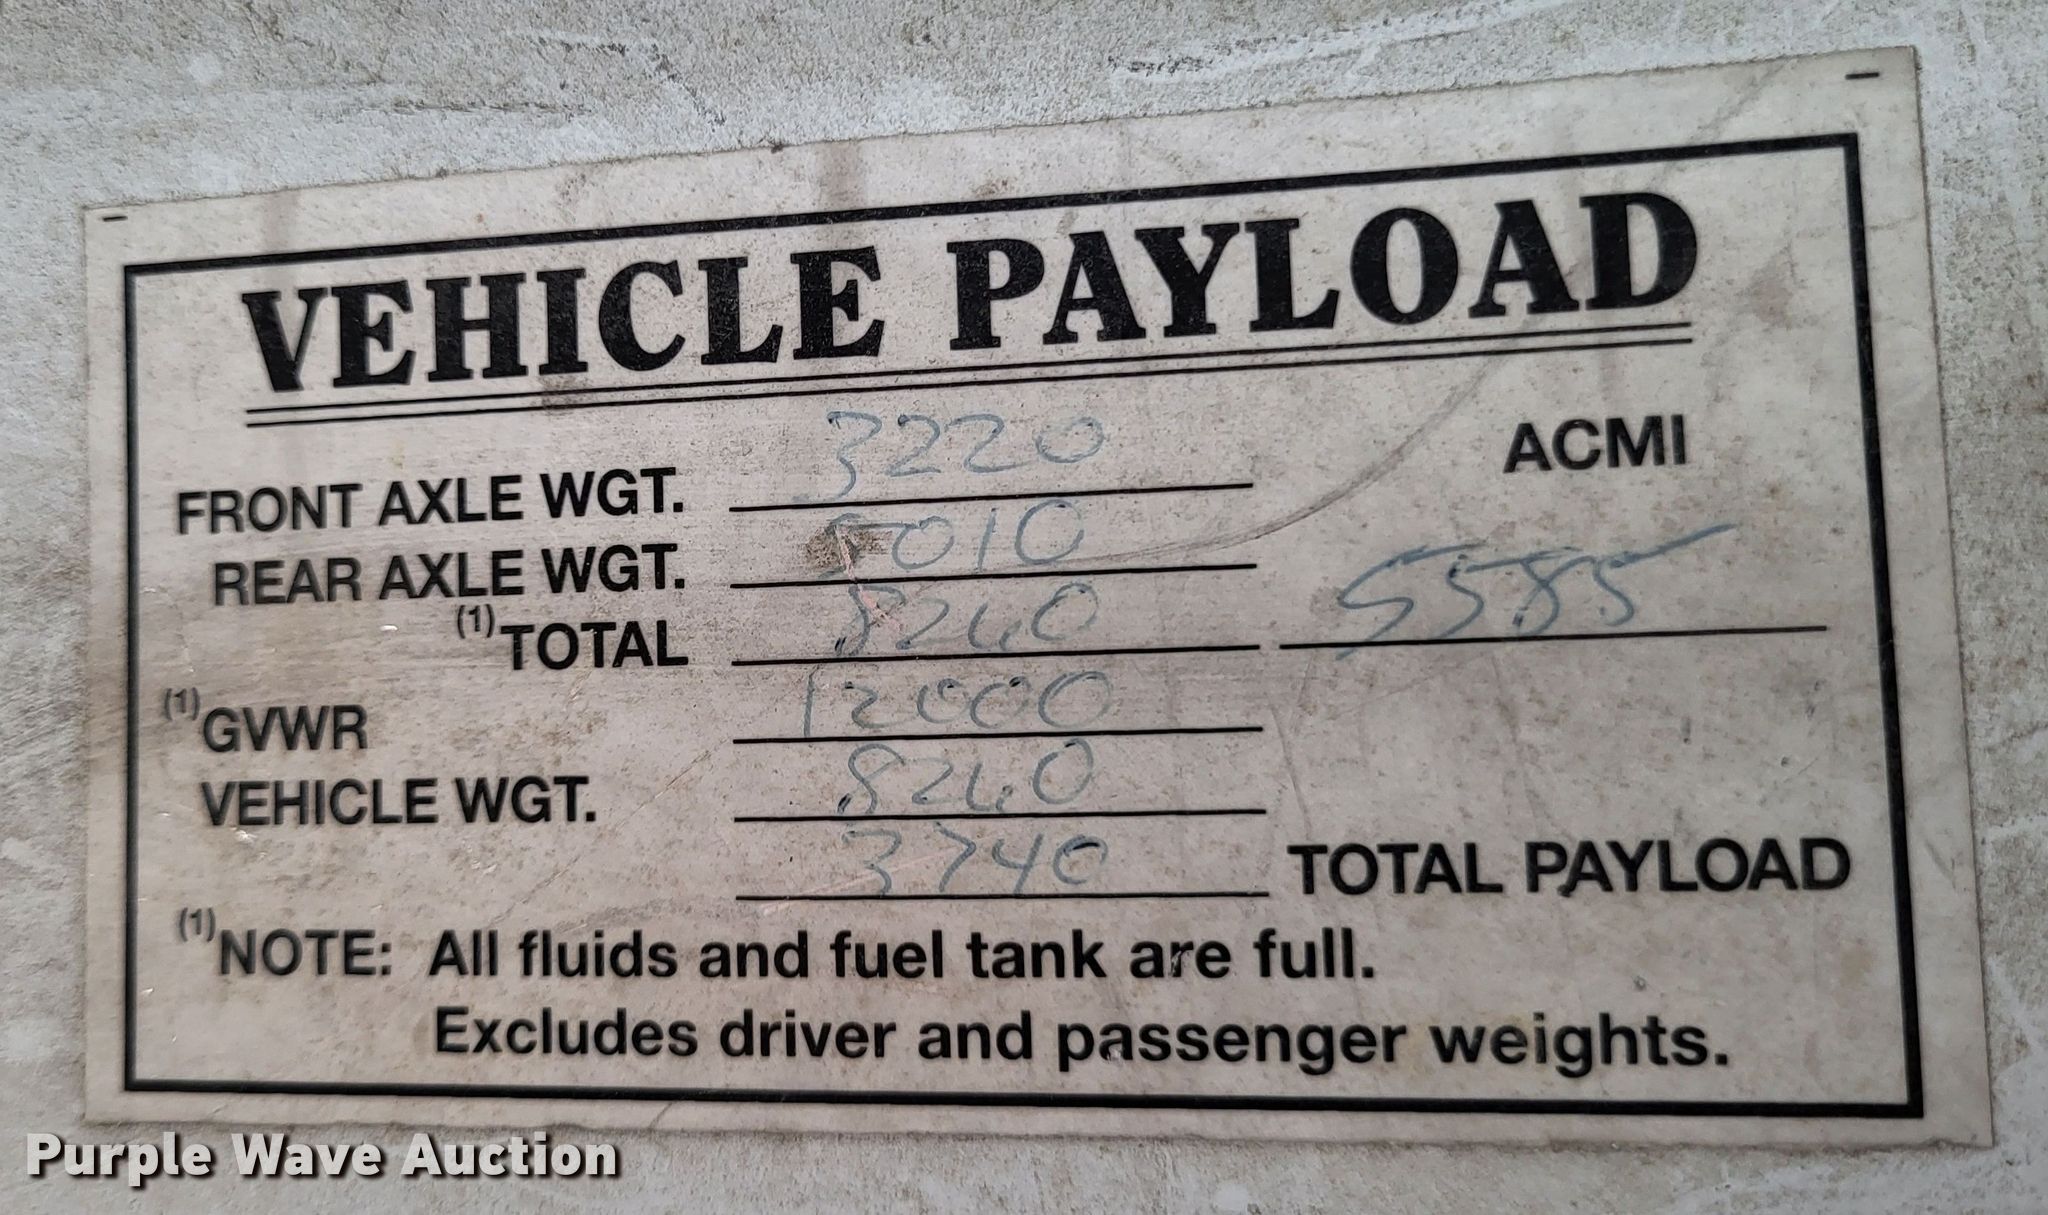 VEHICLE PAYLOAD
FRONT AXLE WGT. 3220 ACMI
REAR AXLE WGT. 5010
(1) TOTAL 8260 5585
(1) GVWR 12000
VEHICLE WGT. 8260
3740 TOTAL PAYLOAD
(1) NOTE: All fluids and fuel tank are full.
Excludes driver and passenger weights.
Purple Wave Auction